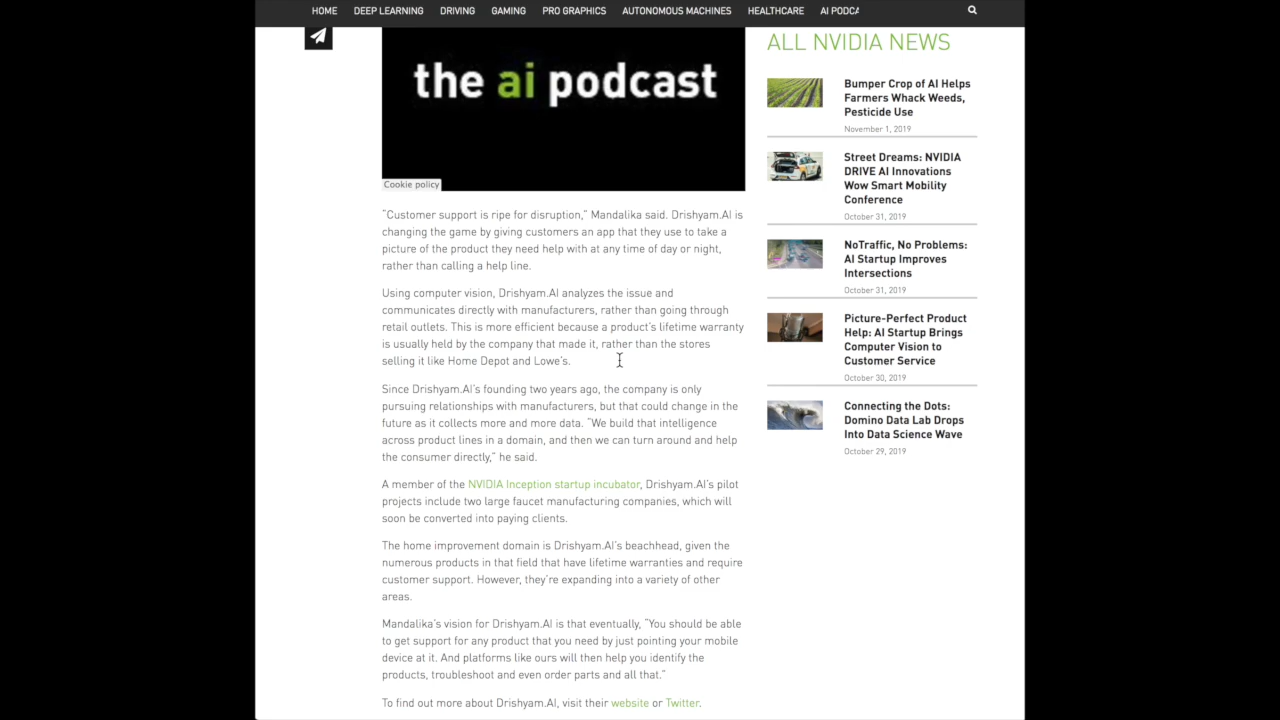 HOME DEEP LEARNING DRIVING GAMING PRO GRAPHICS AUTONOMOUS MACHINES HEALTHCARE AI PODCA
the ai podcast
Cookie policy
“Customer support is ripe for disruption,” Mandalika said. Drishyam.AI is
changing the game by giving customers an app that they use to take a
picture of the product they need help with at any time of day or night,
rather than calling a help line.
Using computer vision, Drishyam.AI analyzes the issue and
communicates directly with manufacturers, rather than going through
retail outlets. This is more efficient because a product’s lifetime warranty
is usually held by the company that made it, rather than the stores
selling it like Home Depot and Lowe’s.
Since Drishyam.AI’s founding two years ago, the company is only
pursuing relationships with manufacturers, but that could change in the
future as it collects more and more data. “We build that intelligence
across product lines in a domain, and then we can turn around and help
the consumer directly,” he said.
A member of the NVIDIA Inception startup incubator, Drishyam.AI’s pilot
projects include two large faucet manufacturing companies, which will
soon be converted into paying clients.
The home improvement domain is Drishyam.AI’s beachhead, given the
numerous products in that field that have lifetime warranties and require
customer support. However, they’re expanding into a variety of other
areas.
Mandalika’s vision for Drishyam.AI is that eventually, “You should be able
to get support for any product that you need by just pointing your mobile
device at it. And platforms like ours will then help you identify the
products, troubleshoot and even order parts and all that.”
To find out more about Drishyam.AI, visit their website or Twitter.
ALL NVIDIA NEWS
Bumper Crop of AI Helps
Farmers Whack Weeds,
Pesticide Use
November 1, 2019
Street Dreams: NVIDIA
DRIVE AI Innovations
Wow Smart Mobility
Conference
October 31, 2019
NoTraffic, No Problems:
AI Startup Improves
Intersections
October 31, 2019
Picture-Perfect Product
Help: AI Startup Brings
Computer Vision to
Customer Service
October 30, 2019
Connecting the Dots:
Domino Data Lab Drops
Into Data Science Wave
October 29, 2019